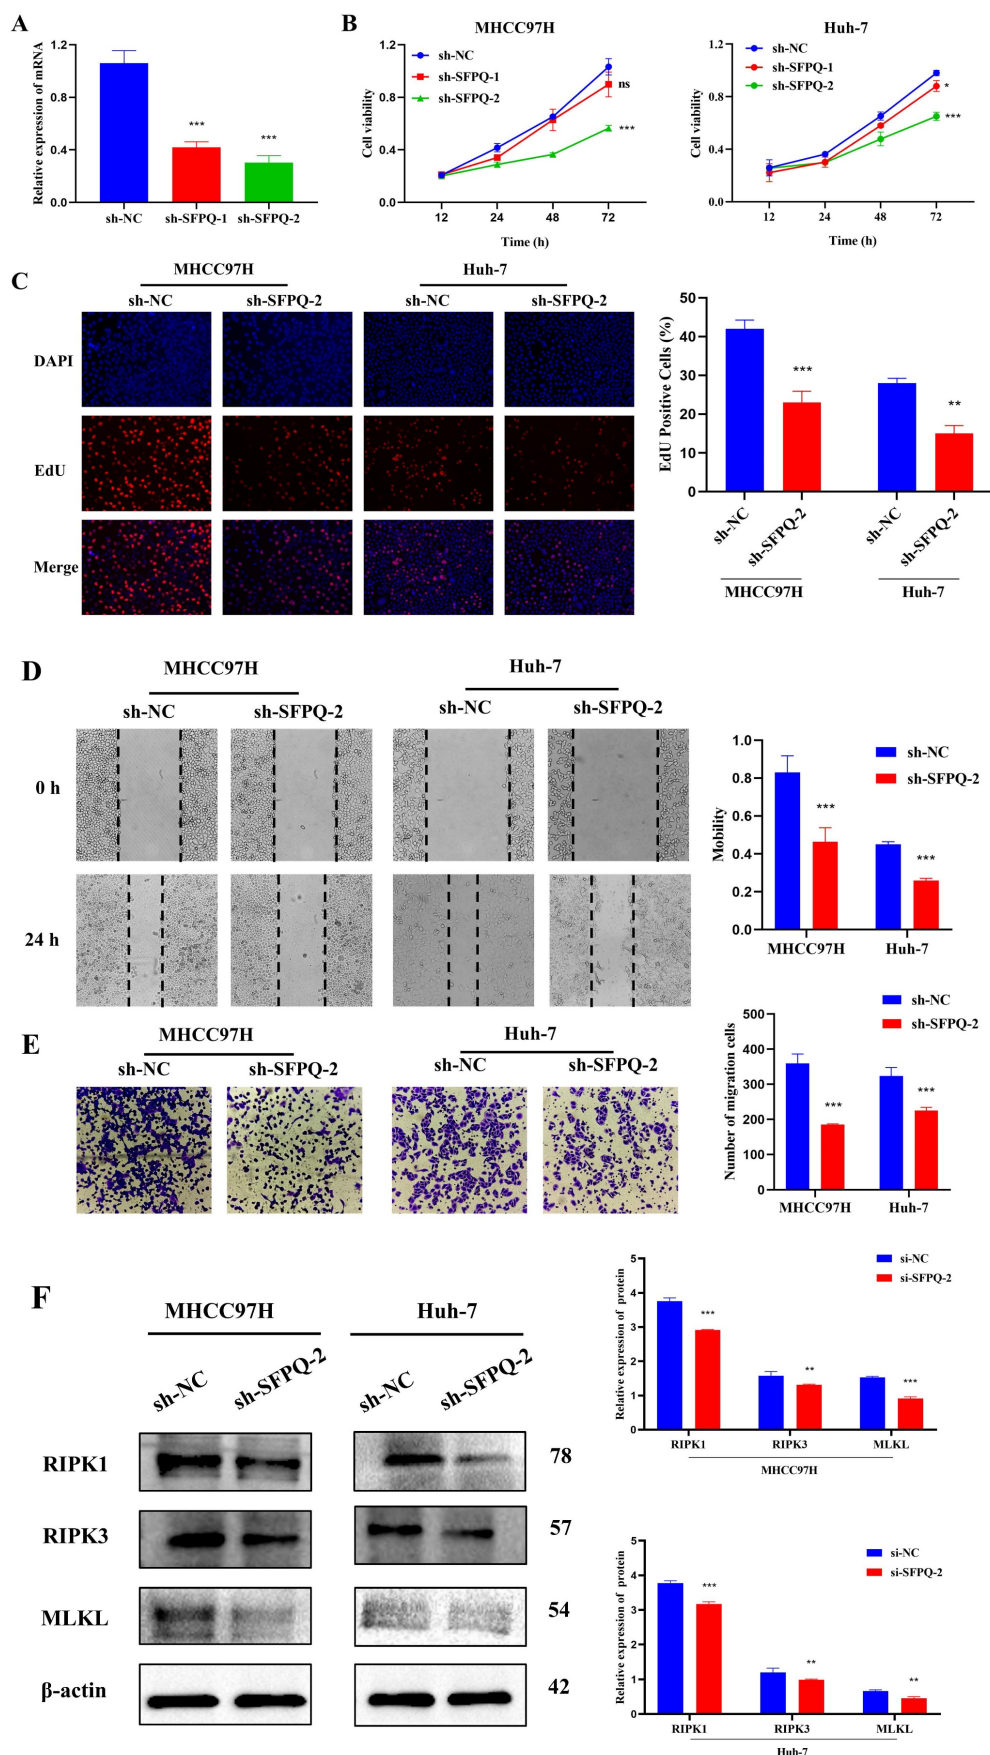 A
Relative expression of mRNA
1.2
0.8
0.4
0.0
***
***
sh-NC
sh-SFPQ-1
sh-SFPQ-2
B
MHCC97H
Cell viability
1.2
0.8
0.4
0.0
sh-NC
sh-SFPQ-1
sh-SFPQ-2
ns
***
12
24
48
72
Time (h)
Huh-7
Cell viability
1.2
0.8
0.4
0.0
sh-NC
sh-SFPQ-1
sh-SFPQ-2
*
***
12
24
48
72
Time (h)
C
MHCC97H
Huh-7
sh-NC
sh-SFPQ-2
sh-NC
sh-SFPQ-2
DAPI
EdU
Merge
EdU Positive Cells (%)
50
40
30
20
10
0
***
**
sh-NC
sh-SFPQ-2
sh-NC
sh-SFPQ-2
MHCC97H
Huh-7
D
MHCC97H
Huh-7
sh-NC
sh-SFPQ-2
sh-NC
sh-SFPQ-2
0 h
24 h
Mobility
1.0
0.8
0.6
0.4
0.2
0.0
sh-NC
sh-SFPQ-2
***
***
MHCC97H
Huh-7
E
MHCC97H
Huh-7
sh-NC
sh-SFPQ-2
sh-NC
sh-SFPQ-2
Number of migration cells
500
400
300
200
100
0
sh-NC
sh-SFPQ-2
***
***
MHCC97H
Huh-7
F
MHCC97H
Huh-7
sh-NC
sh-SFPQ-2
sh-NC
sh-SFPQ-2
RIPK1
78
RIPK3
57
MLKL
54
β-actin
42
Relative expression of protein
5
4
3
2
1
0
si-NC
si-SFPQ-2
***
**
***
RIPK1
RIPK3
MLKL
MHCC97H
Relative expression of protein
5
4
3
2
1
0
si-NC
si-SFPQ-2
***
**
**
RIPK1
RIPK3
MLKL
Huh-7